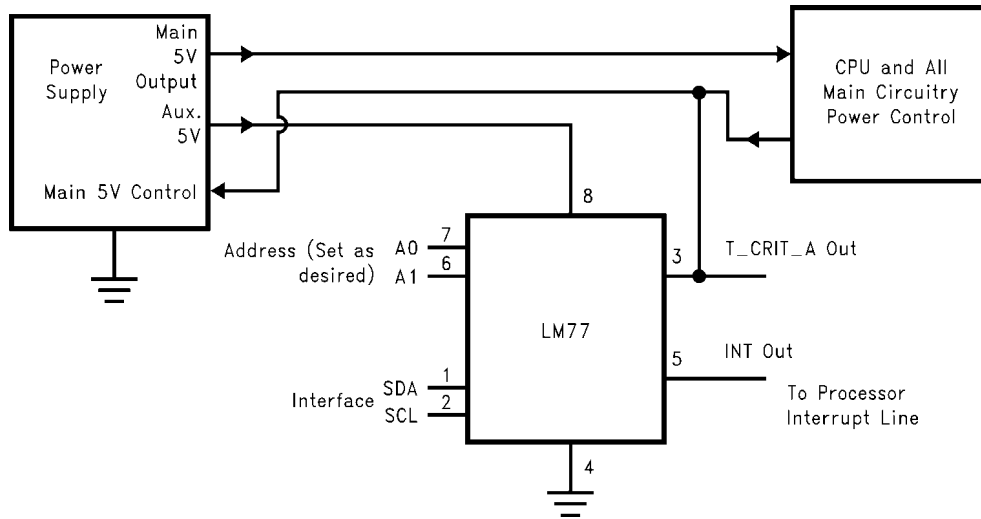 Main
5V
Output
Power
Supply
Aux.
5V
Main 5V Control
CPU and All
Main Circuitry
Power Control
8
Address (Set as
desired)
A0
7
A1
6
3
T_CRIT_A Out
LM77
5
INT Out
To Processor
Interrupt Line
Interface
SDA
1
SCL
2
4